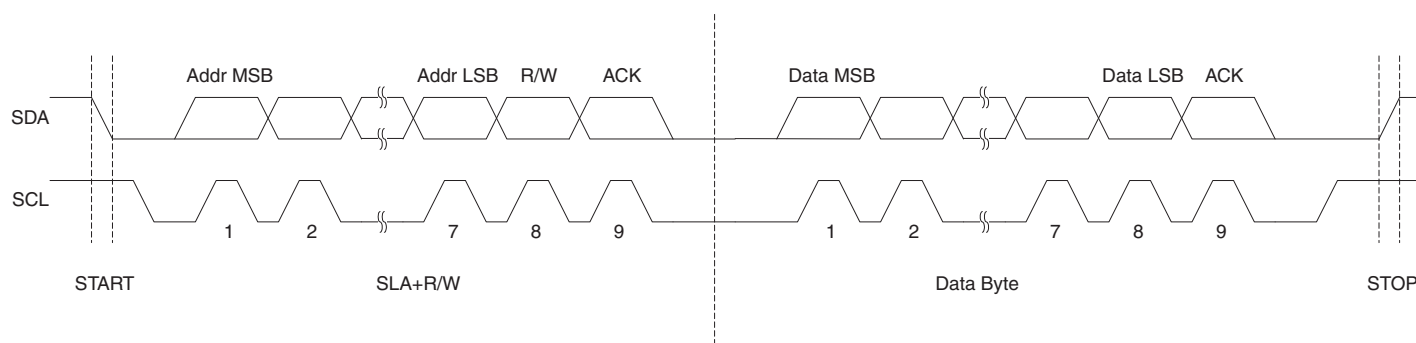 Addr MSB Addr LSB R/W ACK Data MSB Data LSB ACK
SDA
SCL
1 2 7 8 9 1 2 7 8 9
START SLA+R/W Data Byte STOP